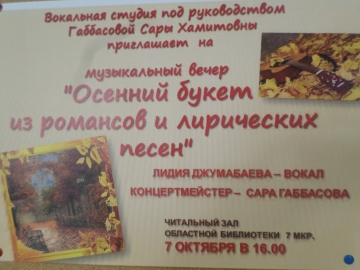 Вокальная студия под руководством
Габбасовой Сары Хамитовны
приглашает на
музыкальный вечер
"Осенний букет
из романсов и лирических
песен"
ЛИДИЯ ДЖУМАБАЕВА – ВОКАЛ
КОНЦЕРТМЕЙСТЕР – САРА ГАББАСОВА
ЧИТАЛЬНЫЙ ЗАЛ
ОБЛАСТНОЙ БИБЛИОТЕКИ 7 МКР.
7 ОКТЯБРЯ В 16.00